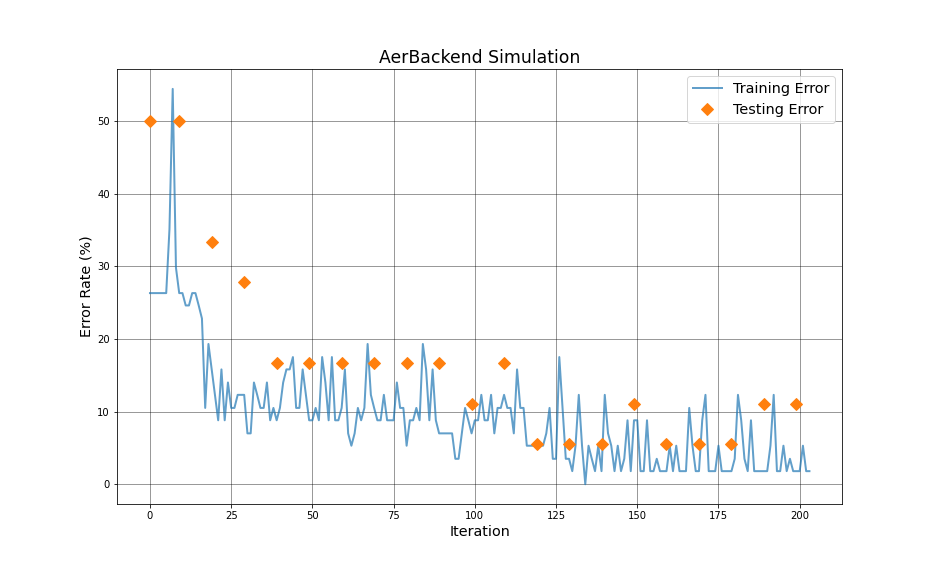 AerBackend Simulation
Training Error
Testing Error
Error Rate (%)
50
40
30
20
10
0
0 25 50 75 100 125 150 175 200
Iteration